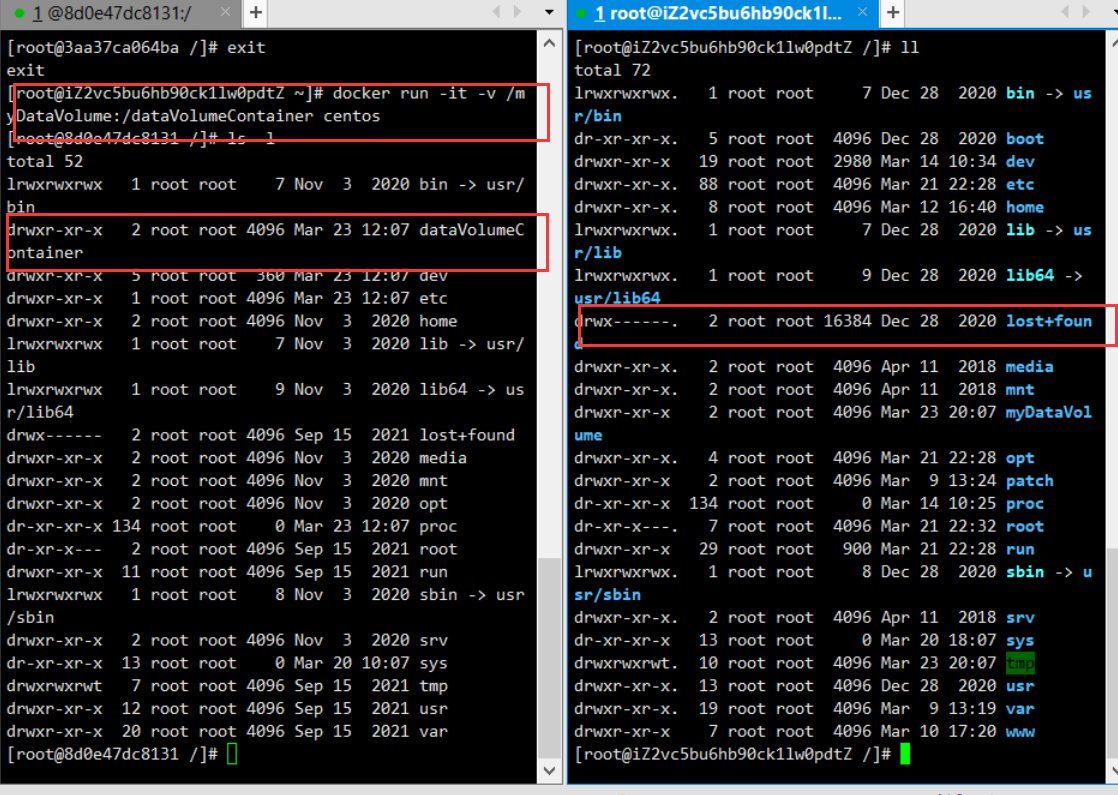 1 @8d0e47dc8131:/ × +
[root@3aa37ca064ba /]# exit
exit
[root@iZ2vc5bu6hb90ck1lw0pdtZ ~]# docker run -it -v /m
yDataVolume:/dataVolumeContainer centos
[root@8d0e47dc8131 /]# ls -l
total 52
lrwxrwxrwx   1 root root    7 Nov  3  2020 bin -> usr/
bin
drwxr-xr-x   2 root root 4096 Mar 23 12:07 dataVolumeC
ontainer
drwxr-xr-x   5 root root  360 Mar 23 12:07 dev
drwxr-xr-x   1 root root 4096 Mar 23 12:07 etc
drwxr-xr-x   2 root root 4096 Nov  3  2020 home
lrwxrwxrwx   1 root root    7 Nov  3  2020 lib -> usr/
lib
lrwxrwxrwx   1 root root    9 Nov  3  2020 lib64 -> us
r/lib64
drwx------   2 root root 4096 Sep 15  2021 lost+found
drwxr-xr-x   2 root root 4096 Nov  3  2020 media
drwxr-xr-x   2 root root 4096 Nov  3  2020 mnt
drwxr-xr-x   2 root root 4096 Nov  3  2020 opt
dr-xr-xr-x 134 root root    0 Mar 23 12:07 proc
dr-xr-x---   2 root root 4096 Sep 15  2021 root
drwxr-xr-x  11 root root 4096 Sep 15  2021 run
lrwxrwxrwx   1 root root    8 Nov  3  2020 sbin -> usr
/sbin
drwxr-xr-x   2 root root 4096 Nov  3  2020 srv
dr-xr-xr-x  13 root root    0 Mar 20 10:07 sys
drwxrwxrwt   7 root root 4096 Sep 15  2021 tmp
drwxr-xr-x  12 root root 4096 Sep 15  2021 usr
drwxr-xr-x  20 root root 4096 Sep 15  2021 var
[root@8d0e47dc8131 /]#
1 root@iZ2vc5bu6hb90ck1l... × +
[root@iZ2vc5bu6hb90ck1lw0pdtZ /]# ll
total 72
lrwxrwxrwx.   1 root root     7 Dec 28  2020 bin -> us
r/bin
dr-xr-xr-x.   5 root root  4096 Dec 28  2020 boot
drwxr-xr-x   19 root root  2980 Mar 14 10:34 dev
drwxr-xr-x.  88 root root  4096 Mar 21 22:28 etc
drwxr-xr-x.   8 root root  4096 Mar 12 16:40 home
lrwxrwxrwx.   1 root root     7 Dec 28  2020 lib -> us
r/lib
lrwxrwxrwx.   1 root root     9 Dec 28  2020 lib64 ->
usr/lib64
drwx------.   2 root root 16384 Dec 28  2020 lost+foun
d
drwxr-xr-x.   2 root root  4096 Apr 11  2018 media
drwxr-xr-x.   2 root root  4096 Apr 11  2018 mnt
drwxr-xr-x    2 root root  4096 Mar 23 20:07 myDataVol
ume
drwxr-xr-x.   4 root root  4096 Mar 21 22:28 opt
drwxr-xr-x    2 root root  4096 Mar  9 13:24 patch
dr-xr-xr-x  134 root root     0 Mar 14 10:25 proc
dr-xr-x---.   7 root root  4096 Mar 21 22:32 root
drwxr-xr-x   29 root root   900 Mar 21 22:28 run
lrwxrwxrwx.   1 root root     8 Dec 28  2020 sbin -> u
sr/sbin
drwxr-xr-x.   2 root root  4096 Apr 11  2018 srv
dr-xr-xr-x   13 root root     0 Mar 20 18:07 sys
drwxrwxrwt.  10 root root  4096 Mar 23 20:07 tmp
drwxr-xr-x.  13 root root  4096 Dec 28  2020 usr
drwxr-xr-x.  19 root root  4096 Mar  9 13:19 var
drwxr-xr-x    7 root root  4096 Mar 10 17:20 www
[root@iZ2vc5bu6hb90ck1lw0pdtZ /]#